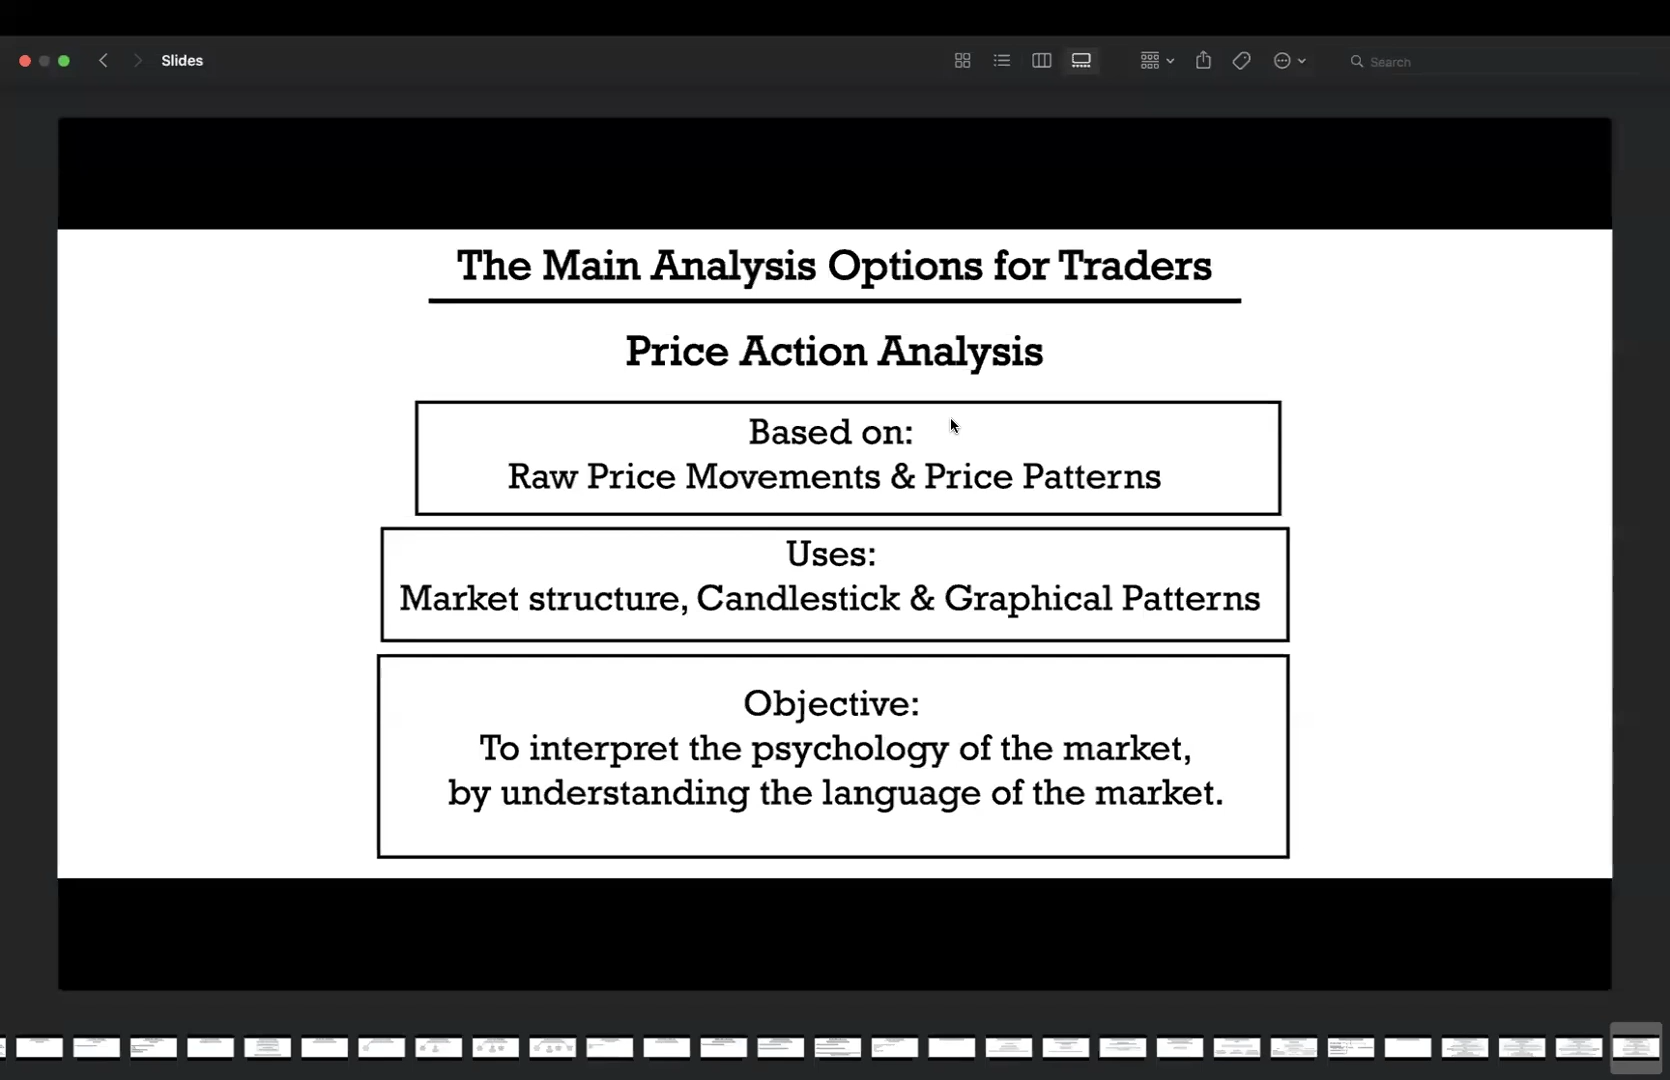 Slides
Search
The Main Analysis Options for Traders
Price Action Analysis
Based on:
Raw Price Movements & Price Patterns
Uses:
Market structure, Candlestick & Graphical Patterns
Objective:
To interpret the psychology of the market,
by understanding the language of the market.